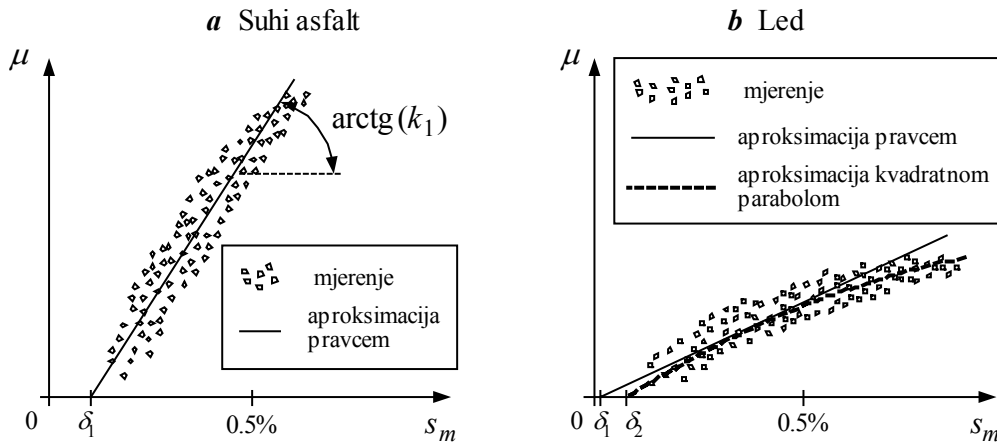 a Suhi asfalt
μ
arctg(k₁)
mjerenje
aproksimacija
pravcem
0
δ₁
0.5%
sₘ
b Led
μ
mjerenje
aproksimacija pravcem
aproksimacija kvadratnom
parabolom
0
δ₁
δ₂
0.5%
sₘ